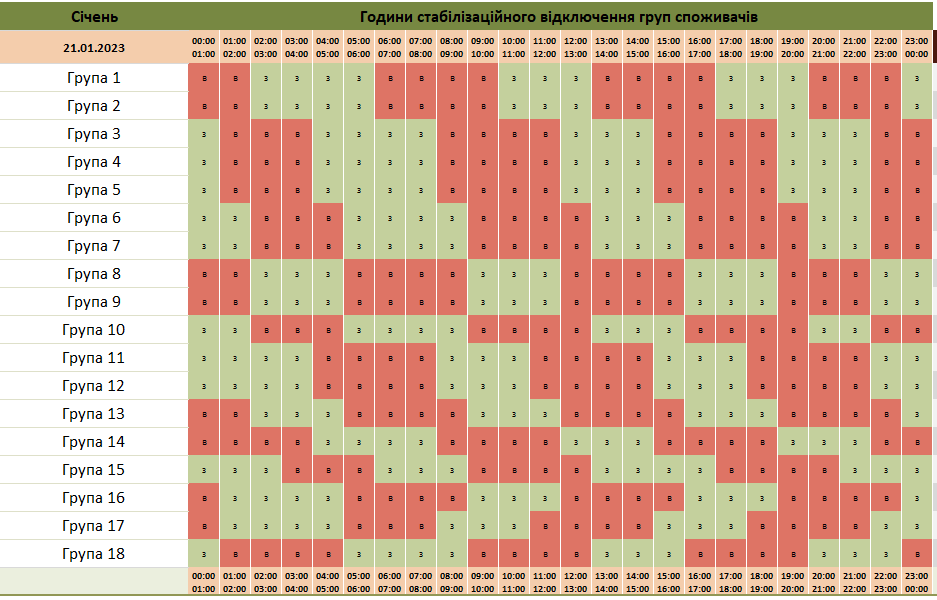 Січень Години стабілізаційного відключення груп споживачів
21.01.2023 00:00 01:00 02:00 03:00 04:00 05:00 06:00 07:00 08:00 09:00 10:00 11:00 12:00 13:00 14:00 15:00 16:00 17:00 18:00 19:00 20:00 21:00 22:00 23:00
01:00 02:00 03:00 04:00 05:00 06:00 07:00 08:00 09:00 10:00 11:00 12:00 13:00 14:00 15:00 16:00 17:00 18:00 19:00 20:00 21:00 22:00 23:00 00:00
Група 1 В В З З З З В В В В З З З В В В В З З З В В В З
Група 2 В В З З З З В В В В З З З В В В В З З З В В В З
Група 3 З В В В З З З З В В В В З З З В В В В З З З В В
Група 4 З В В В З З З З В В В В З З З В В В В З З З В В
Група 5 З В В В З З З З В В В В З З З В В В В З З З В В
Група 6 З З В В В З З З З В В В В З З З В В В В З З В В
Група 7 З З В В В З З З З В В В В З З З В В В В З З В В
Група 8 В В З З З В В В В З З З В В В В З З З В В В З З
Група 9 В В З З З В В В В З З З В В В В З З З В В В З З
Група 10 З З В В В З З З З В В В В З З З В В В В З З В В
Група 11 З З З З В В В В З З З В В В В З З З В В В В З З
Група 12 З З З З В В В В З З З В В В В З З З В В В В З З
Група 13 В В З З З В В В В З З З В В В В З З З В В В В З
Група 14 В В В В З З З З В В В В З З З В В В В З З З В В
Група 15 З З З В В В З З З В В В В З З З З В В В В З З З
Група 16 В З З З З В В В В З З З В В В В З З З В В В В З
Група 17 В З З З З В В В З З З В В В В З З З В В В В З З
Група 18 З В В В В З З З З В В В В З З З В В В В З З З В
00:00 01:00 02:00 03:00 04:00 05:00 06:00 07:00 08:00 09:00 10:00 11:00 12:00 13:00 14:00 15:00 16:00 17:00 18:00 19:00 20:00 21:00 22:00 23:00
01:00 02:00 03:00 04:00 05:00 06:00 07:00 08:00 09:00 10:00 11:00 12:00 13:00 14:00 15:00 16:00 17:00 18:00 19:00 20:00 21:00 22:00 23:00 00:00